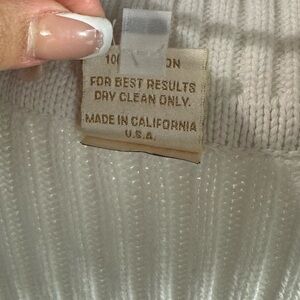 FOR BEST RESULTS
DRY CLEAN ONLY.
MADE IN CALIFORNIA
U.S.A.